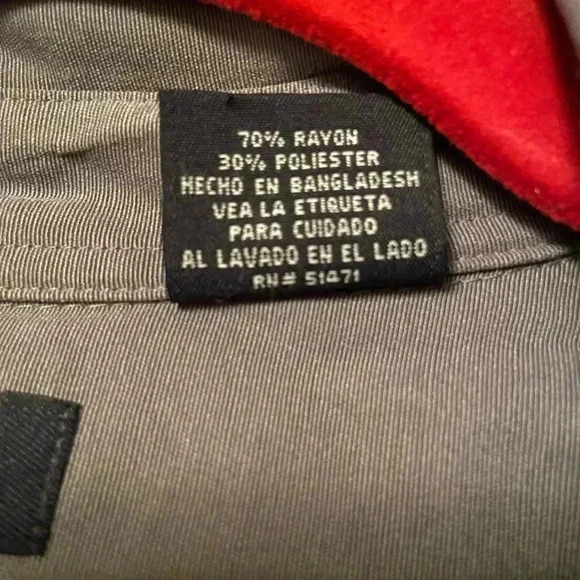 70% RAYON
30% POLIESTER
HECHO EN BANGLADESH
VEA LA ETIQUETA
PARA CUIDADO
AL LAVADO EN EL LADO
RN# 51471